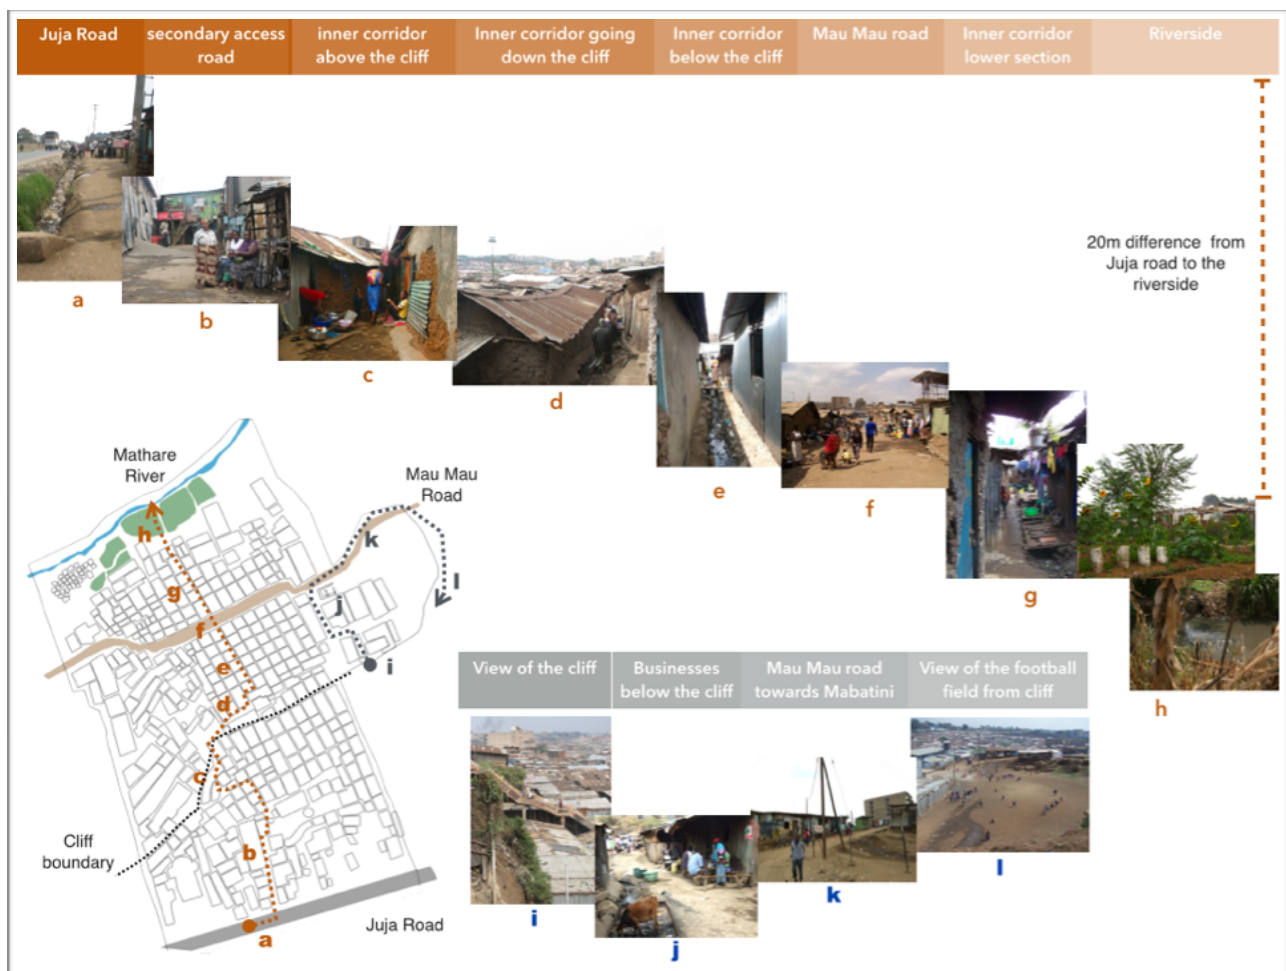 Juja Road
secondary access
road
inner corridor
above the cliff
Inner corridor going
down the cliff
Inner corridor
below the cliff
Mau Mau road
Inner corridor
lower section
Riverside
20m difference from
Juja road to the
riverside
a
b
c
d
e
f
g
h
Mathare
River
Mau Mau
Road
h
k
g
l
j
f
i
e
d
c
Cliff
boundary
b
Juja Road
a
View of the cliff
Businesses
below the cliff
Mau Mau road
towards Mabatini
View of the football
field from cliff
i
j
k
l